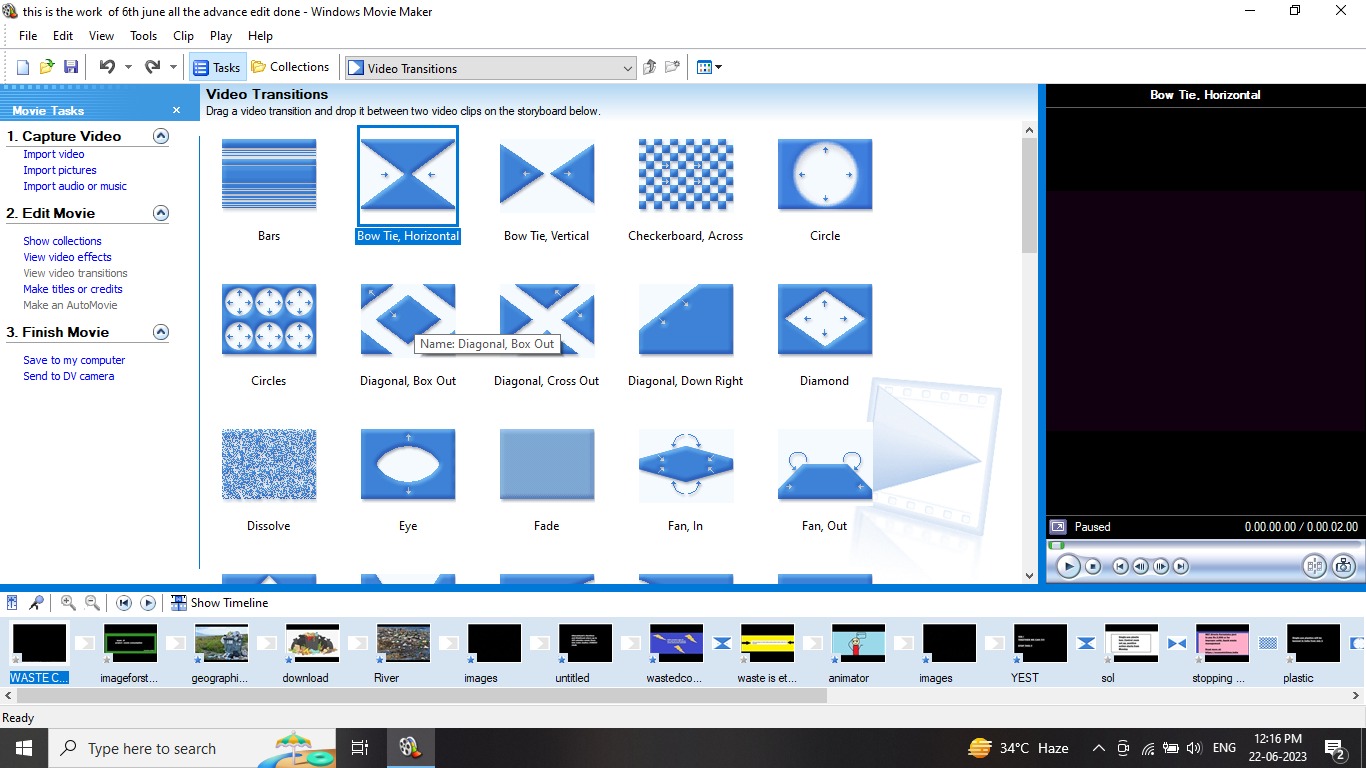 this is the work  of 6th june all the advance edit done - Windows Movie Maker
File Edit View Tools Clip Play Help
Tasks Collections Video Transitions
Movie Tasks
1. Capture Video
Import video
Import pictures
Import audio or music
2. Edit Movie
Show collections
View video effects
View video transitions
Make titles or credits
Make an AutoMovie
3. Finish Movie
Save to my computer
Send to DV camera
Video Transitions
Drag a video transition and drop it between two video clips on the storyboard below.
Bars Bow Tie, Horizontal Bow Tie, Vertical Checkerboard, Across Circle
Name: Diagonal, Box Out
Circles Diagonal, Box Out Diagonal, Cross Out Diagonal, Down Right Diamond
Dissolve Eye Fade Fan, In Fan, Out
Bow Tie, Horizontal
Paused 0.00.00.00 / 0.00.02.00
Show Timeline
WASTE C... imageforst... geographi... download River images untitled wastedco... waste is et... animator images YEST sol stopping ... plastic
Ready
Type here to search 34°C Haze ENG 12:16 PM
22-06-2023 2